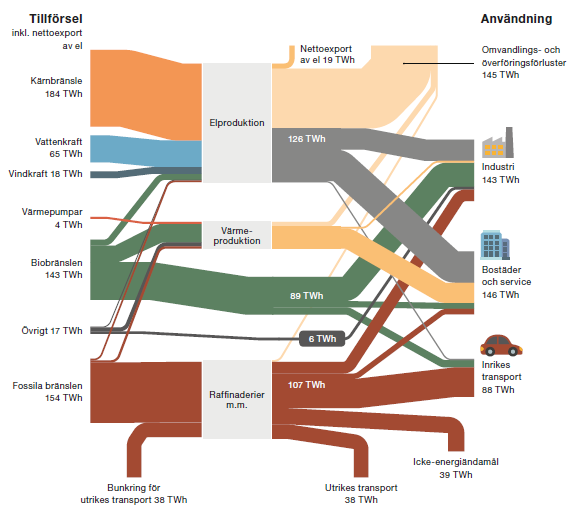 Tillförsel
inkl. nettoexport
av el
Kärnbränsle
184 TWh
Vattenkraft
65 TWh
Vindkraft 18 TWh
Värmepumpar
4 TWh
Biobränslen
143 TWh
Övrigt 17 TWh
Fossila bränslen
154 TWh
Bunkring för
utrikes transport 38 TWh
Elproduktion
Värme-
produktion
Raffinaderier
m.m.
Nettoexport
av el 19 TWh
126 TWh
89 TWh
6 TWh
107 TWh
Utrikes transport
38 TWh
Icke-energiändamål
39 TWh
Användning
Omvandlings- och
överföringsförluster
145 TWh
Industri
143 TWh
Bostäder
och service
146 TWh
Inrikes
transport
88 TWh